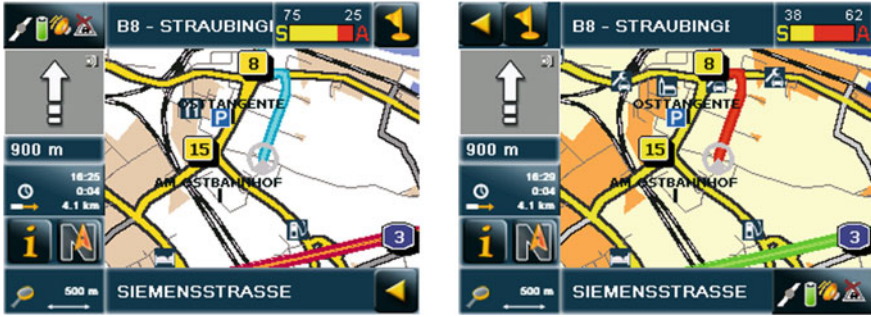 B8 - STRAUBINGE
75 25
S A
8
OSTTANGENTE
P
900 m
15
16:25
0:04
4.1 km
AM OSTBAHNHOF
i N
3
500 m
SIEMENSSTRASSE
B8 - STRAUBINGE
38 62
S A
8
OSTTANGENTE
P
900 m
15
16:29
0:04
4.1 km
AM OSTBAHNHOF
i N
3
500 m
SIEMENSSTRASSE